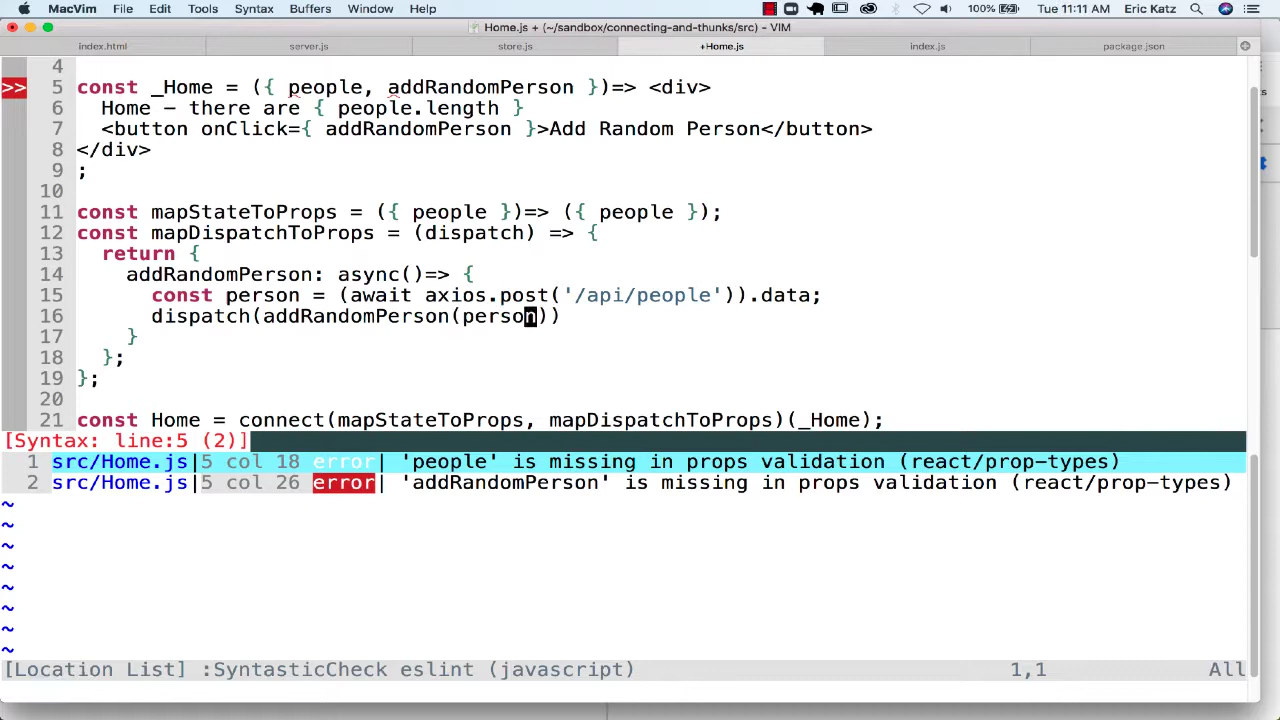 MacVim File Edit Tools Syntax Buffers Window Help 100% Tue 11:11 AM Eric Katz
Home.js + (~/sandbox/connecting-and-thunks/src) - VIM
index.html server.js store.js +Home.js index.js package.json
4
>> 5 const _Home = ({ people, addRandomPerson })=> <div>
6 Home - there are { people.length }
7 <button onClick={ addRandomPerson }>Add Random Person</button>
8 </div>
9 ;
10
11 const mapStateToProps = ({ people })=> ({ people });
12 const mapDispatchToProps = (dispatch) => {
13 return {
14 addRandomPerson: async()=> {
15 const person = (await axios.post('/api/people')).data;
16 dispatch(addRandomPerson(person))
17 }
18 };
19 };
20
21 const Home = connect(mapStateToProps, mapDispatchToProps)(_Home);
[Syntax: line:5 (2)]
1 src/Home.js|5 col 18 error| 'people' is missing in props validation (react/prop-types)
2 src/Home.js|5 col 26 error| 'addRandomPerson' is missing in props validation (react/prop-types)
~
~
~
~
~
~
~
~
[Location List] :SyntasticCheck eslint (javascript) 1,1 All